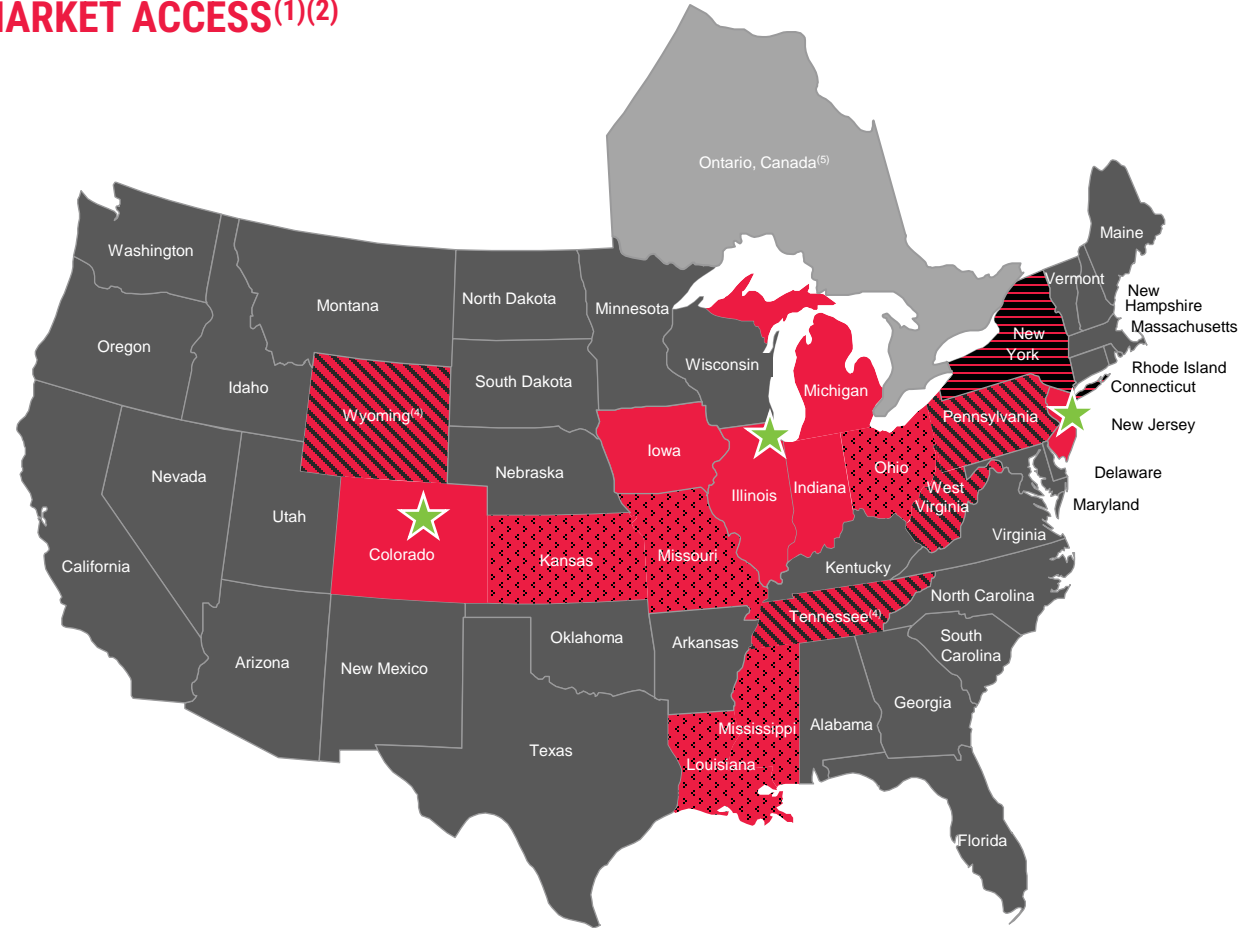 MARKET ACCESS(1)(2)
Ontario, Canada(5)
Washington
Montana
North Dakota
Minnesota
Maine
Vermont
New
Hampshire
Massachusetts
Oregon
Idaho
South Dakota
Wisconsin
Michigan
New
York
Rhode Island
Connecticut
Wyoming(4)
Pennsylvania
New Jersey
Nevada
Utah
Nebraska
Iowa
Illinois
Indiana
Ohio
West
Virginia
Delaware
Maryland
Virginia
California
Colorado
Kansas
Missouri
Kentucky
Tennessee(4)
North Carolina
South
Carolina
Arizona
New Mexico
Oklahoma
Arkansas
Georgia
Texas
Mississippi
Alabama
Louisiana
Florida